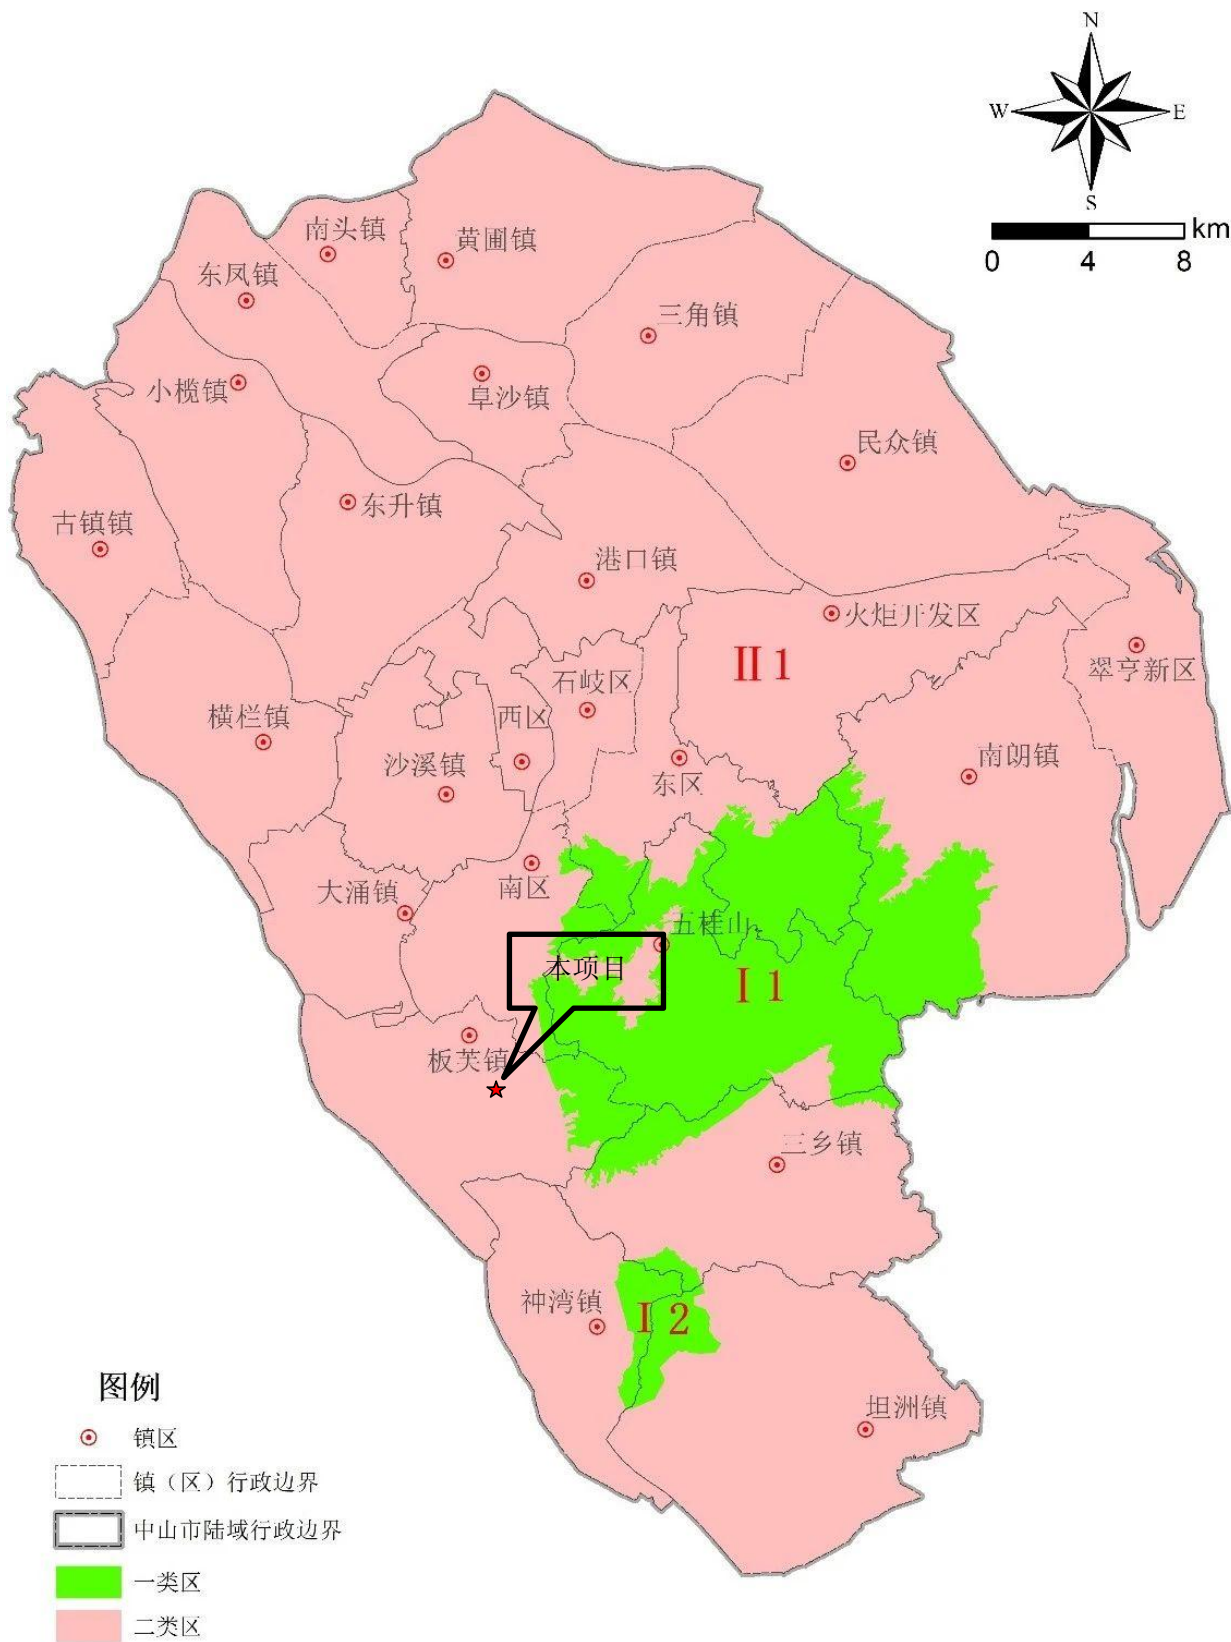 N
W
E
S
km
0
4
8
南头镇
黄圃镇
东凤镇
三角镇
小榄镇
阜沙镇
民众镇
东升镇
古镇镇
港口镇
火炬开发区
Ⅱ1
石岐区
翠亨新区
横栏镇
西区
沙溪镇
东区
南朗镇
南区
大涌镇
五桂山
本项目
Ⅰ1
板芙镇
三乡镇
神湾镇
Ⅰ2
坦洲镇
图例
镇区
镇（区）行政边界
中山市陆域行政边界
一类区
二类区